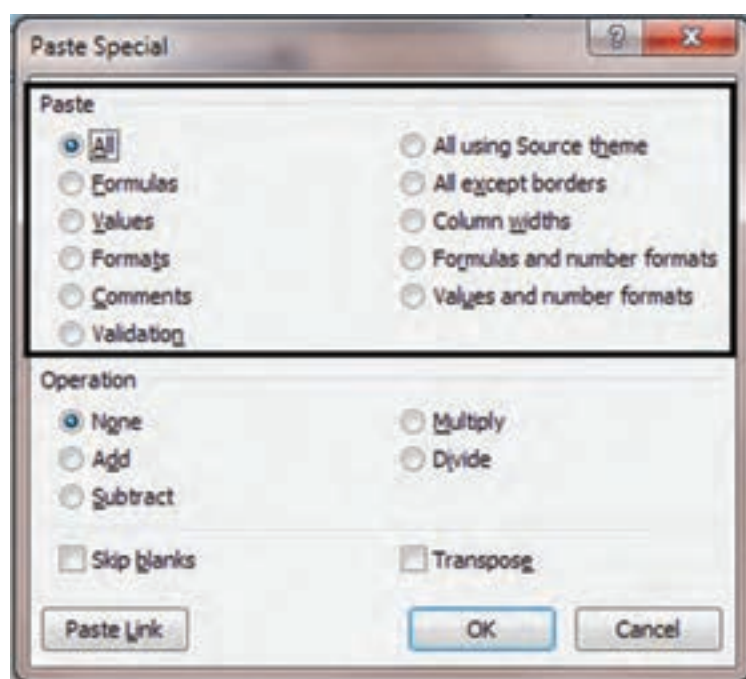 Paste Special
Paste
All
All using Source theme
Formulas
All except borders
Values
Column widths
Formats
Formulas and number formats
Comments
Values and number formats
Validation
Operation
None
Multiply
Add
Divide
Subtract
Skip blanks
Transpose
Paste Link
OK
Cancel